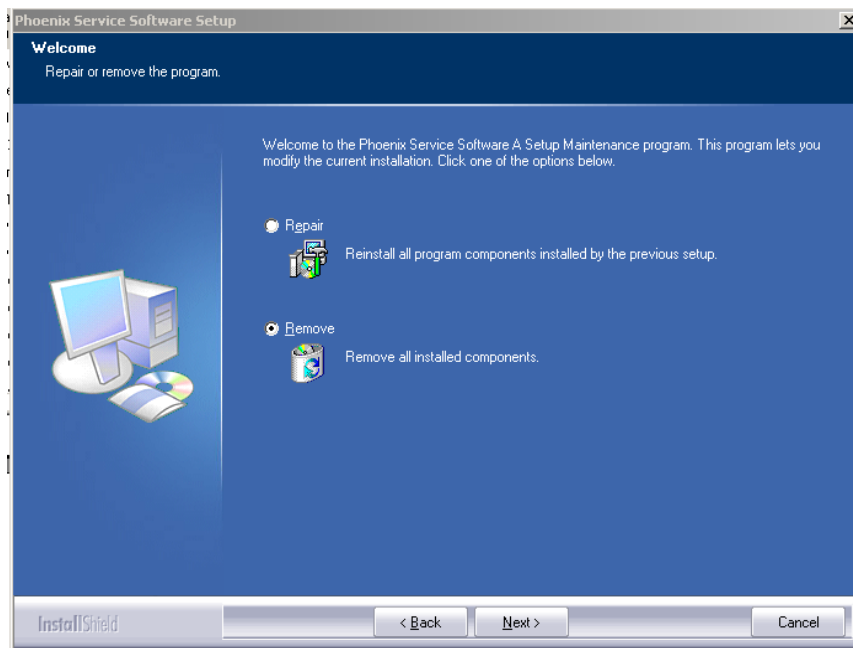 Phoenix Service Software Setup
Welcome
Repair or remove the program.
Welcome to the Phoenix Service Software A Setup Maintenance program. This program lets you
modify the current installation. Click one of the options below.
Repair
Reinstall all program components installed by the previous setup.
Remove
Remove all installed components.
InstallShield
< Back
Next >
Cancel